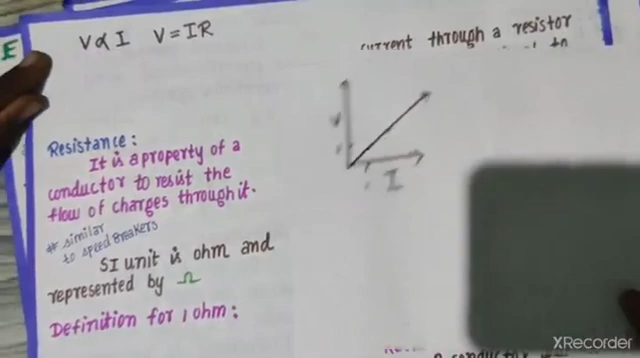 E
V∝I V=IR
current through a resistor
to
Resistance:
It is a property of a
conductor to resist the
flow of charges through it.
# similar
to speed Breakers
SI unit is ohm and
represented by Ω
Definition for 1 ohm:
V
I
XRecorder